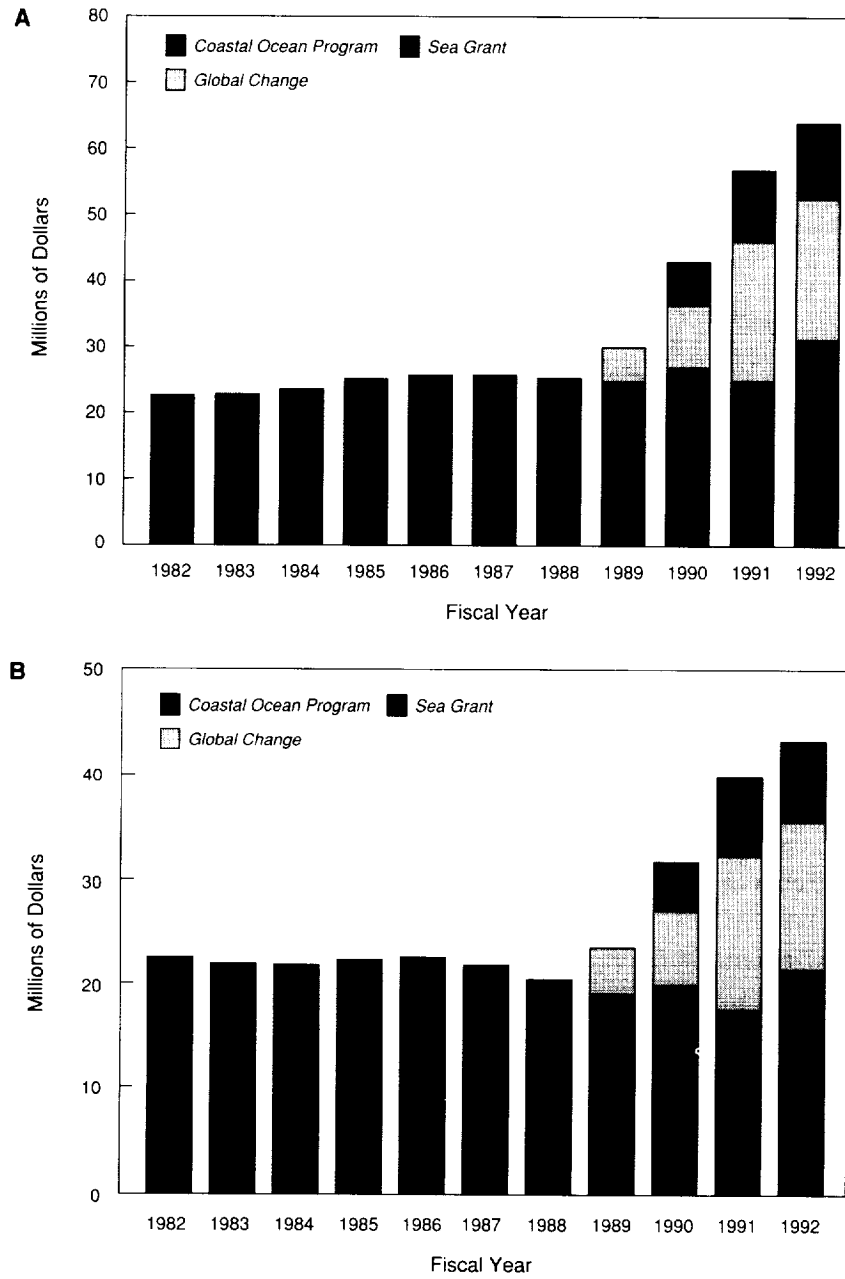 A
80
70
60
50
40
30
20
10
0
Millions of Dollars
Coastal Ocean Program Sea Grant
Global Change
1982 1983 1984 1985 1986 1987 1988 1989 1990 1991 1992
Fiscal Year
B
50
40
30
20
10
0
Millions of Dollars
Coastal Ocean Program Sea Grant
Global Change
1982 1983 1984 1985 1986 1987 1988 1989 1990 1991 1992
Fiscal Year